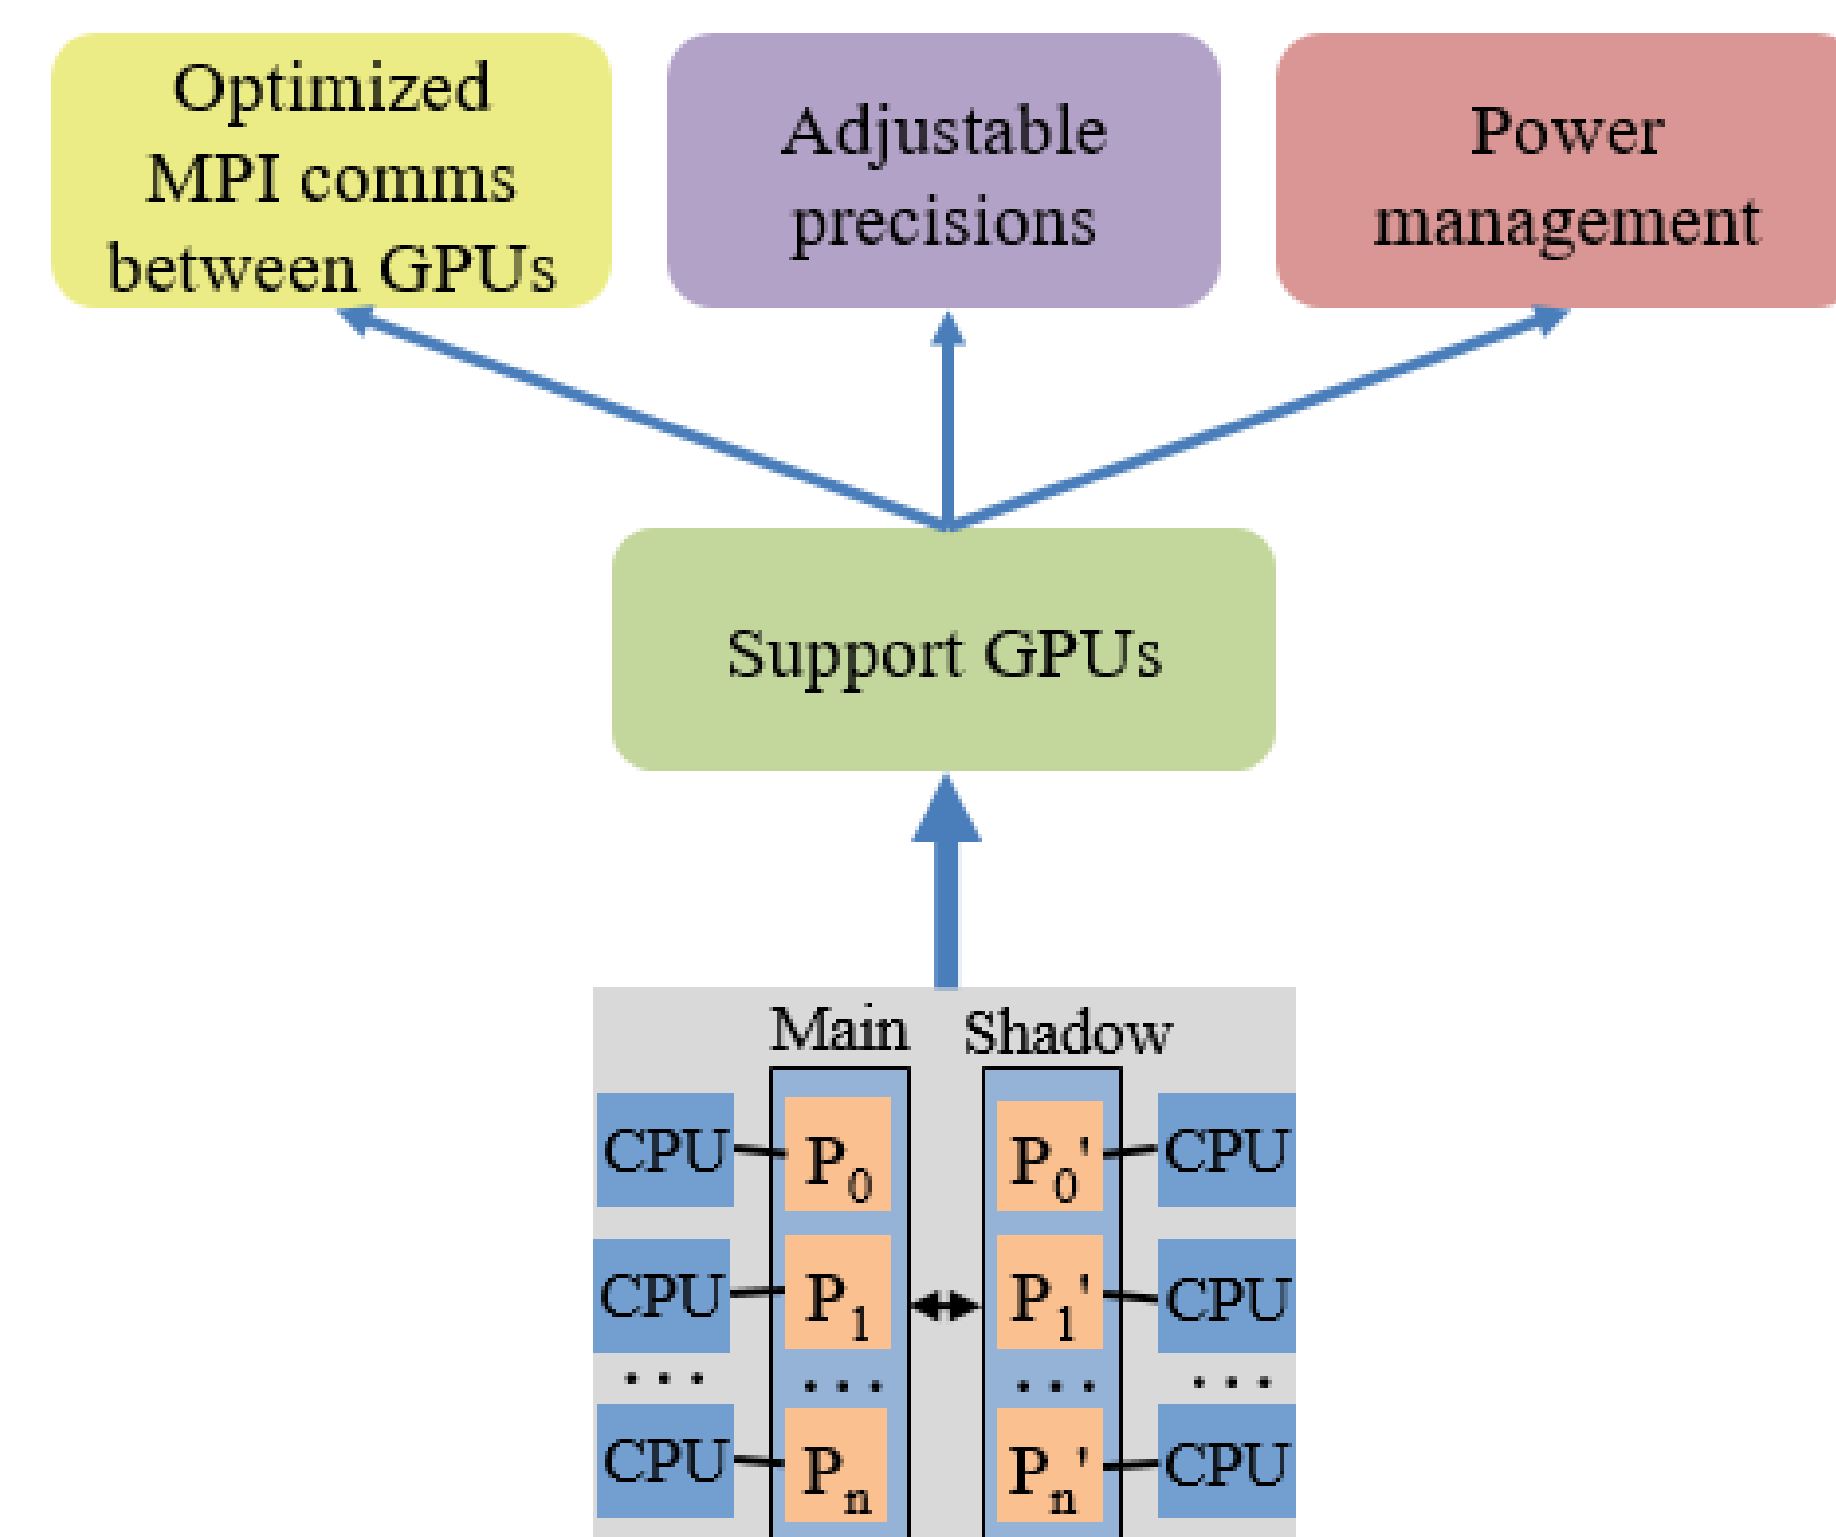 Optimized
MPI comms
between GPUs
Adjustable
precisions
Power
management
Support GPUs
Main Shadow
CPU P0 P0' CPU
CPU P1 P1' CPU
... ... ... ...
CPU Pn Pn' CPU